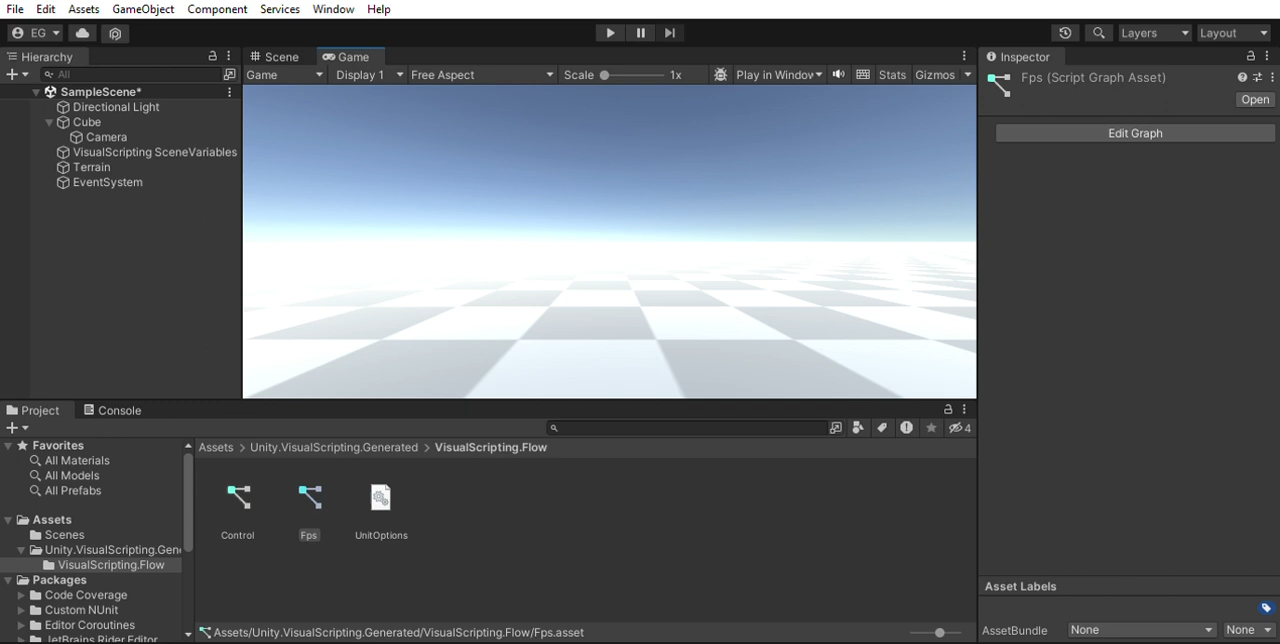 File Edit Assets GameObject Component Services Window Help
EG Layers Layout
Hierarchy Scene Game Inspector
All Game Display 1 Free Aspect Scale 1x Play in Window Stats Gizmos Fps (Script Graph Asset)
SampleScene*
Open
Directional Light
Cube
Edit Graph
Camera
VisualScripting SceneVariables
Terrain
EventSystem
Project Console
4
Favorites Assets > Unity.VisualScripting.Generated > VisualScripting.Flow
All Materials
All Models
All Prefabs
Assets
Scenes
Control Fps UnitOptions
Unity.VisualScripting.Gen
VisualScripting.Flow
Packages
Asset Labels
Code Coverage
Custom NUnit
Editor Coroutines
Assets/Unity.VisualScripting.Generated/VisualScripting.Flow/Fps.asset
AssetBundle None None
JetBrains Rider Editor